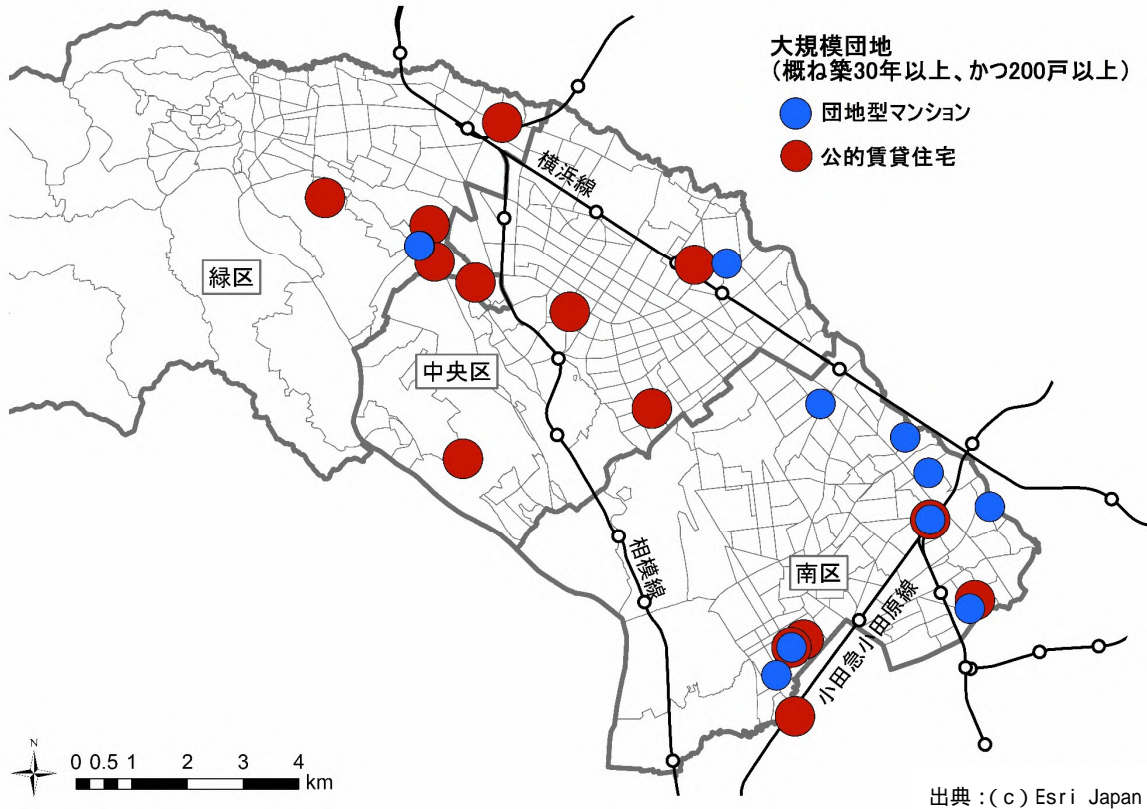 大規模団地
(概ね築30年以上、かつ200戸以上)
団地型マンション
公的賃貸住宅
横浜線
緑区
中央区
相模線
南区
小田急小田原線
N
0 0.5 1 2 3 4
km
出典:(c) Esri Japan